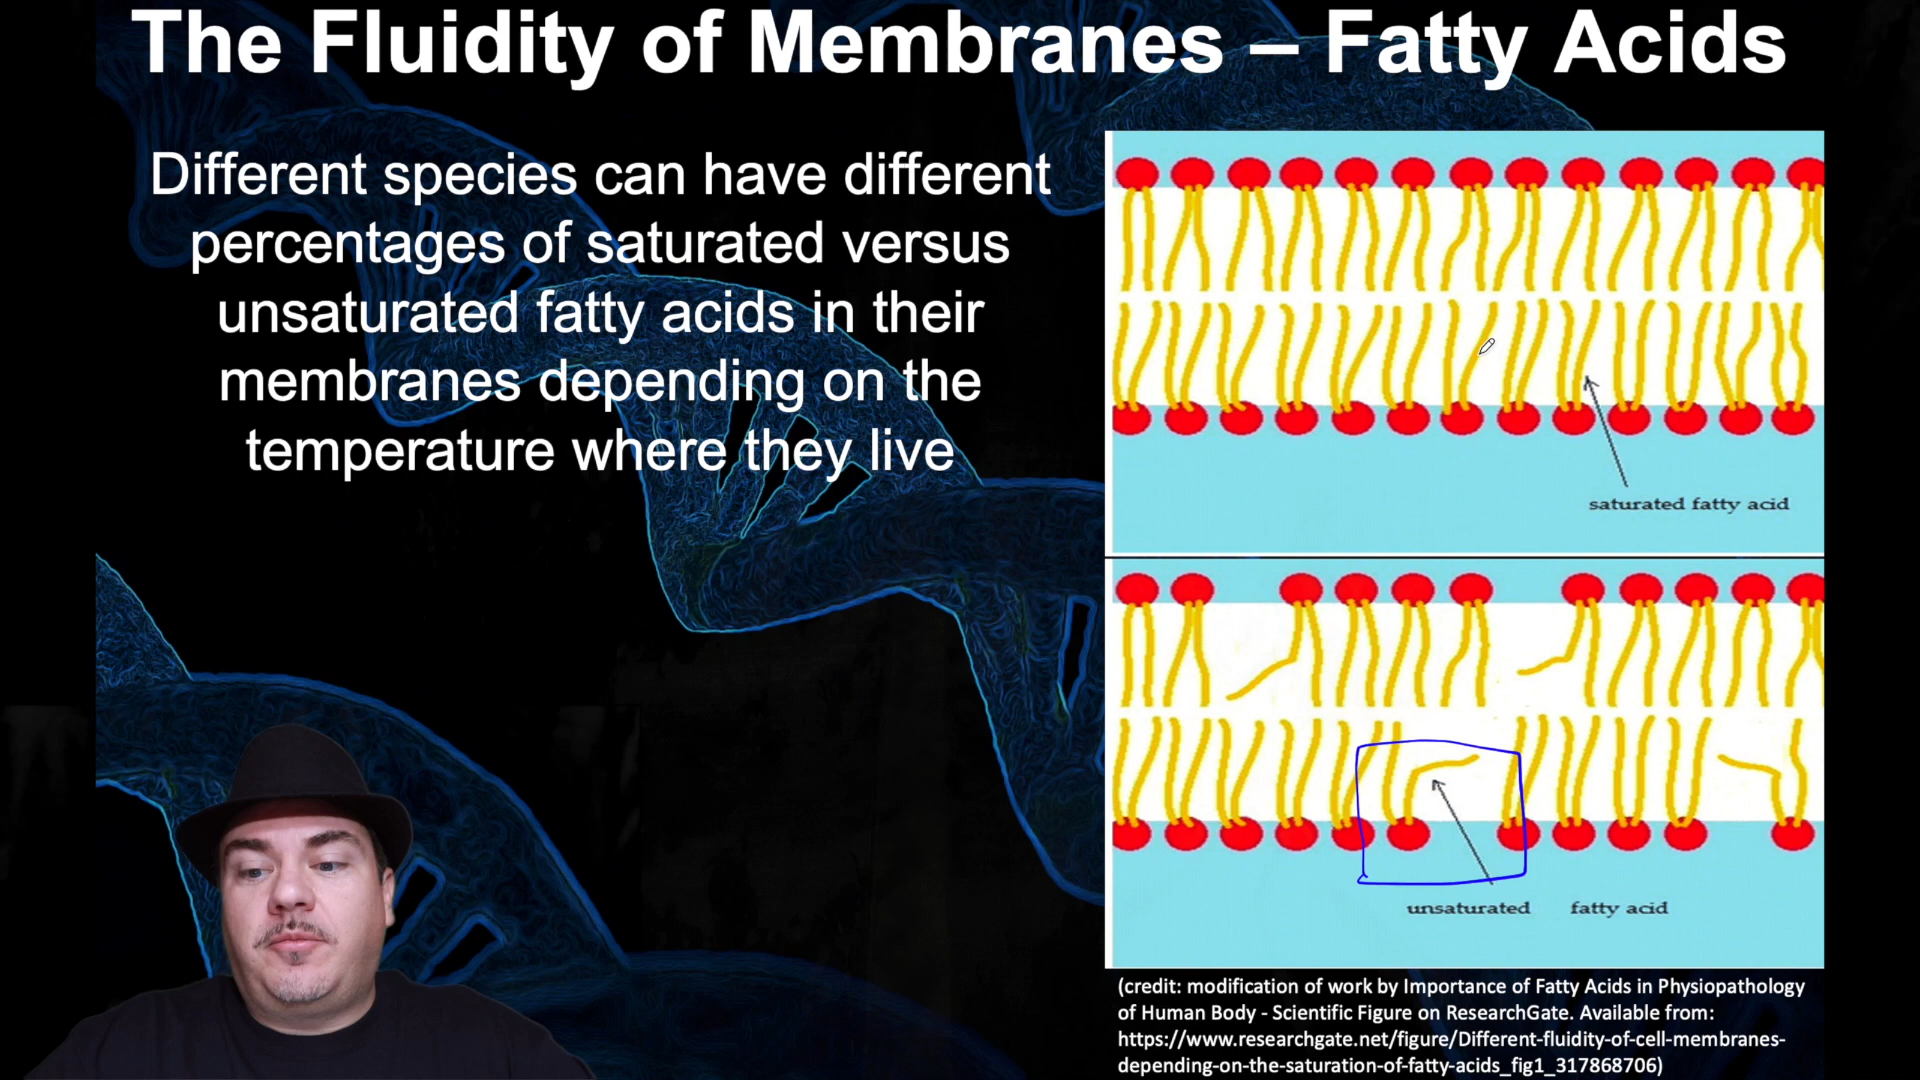 The Fluidity of Membranes – Fatty Acids
Different species can have different
percentages of saturated versus
unsaturated fatty acids in their
membranes depending on the
temperature where they live
saturated fatty acid
unsaturated fatty acid
(credit: modification of work by Importance of Fatty Acids in Physiopathology
of Human Body - Scientific Figure on ResearchGate. Available from:
https://www.researchgate.net/figure/Different-fluidity-of-cell-membranes-
depending-on-the-saturation-of-fatty-acids_fig1_317868706)